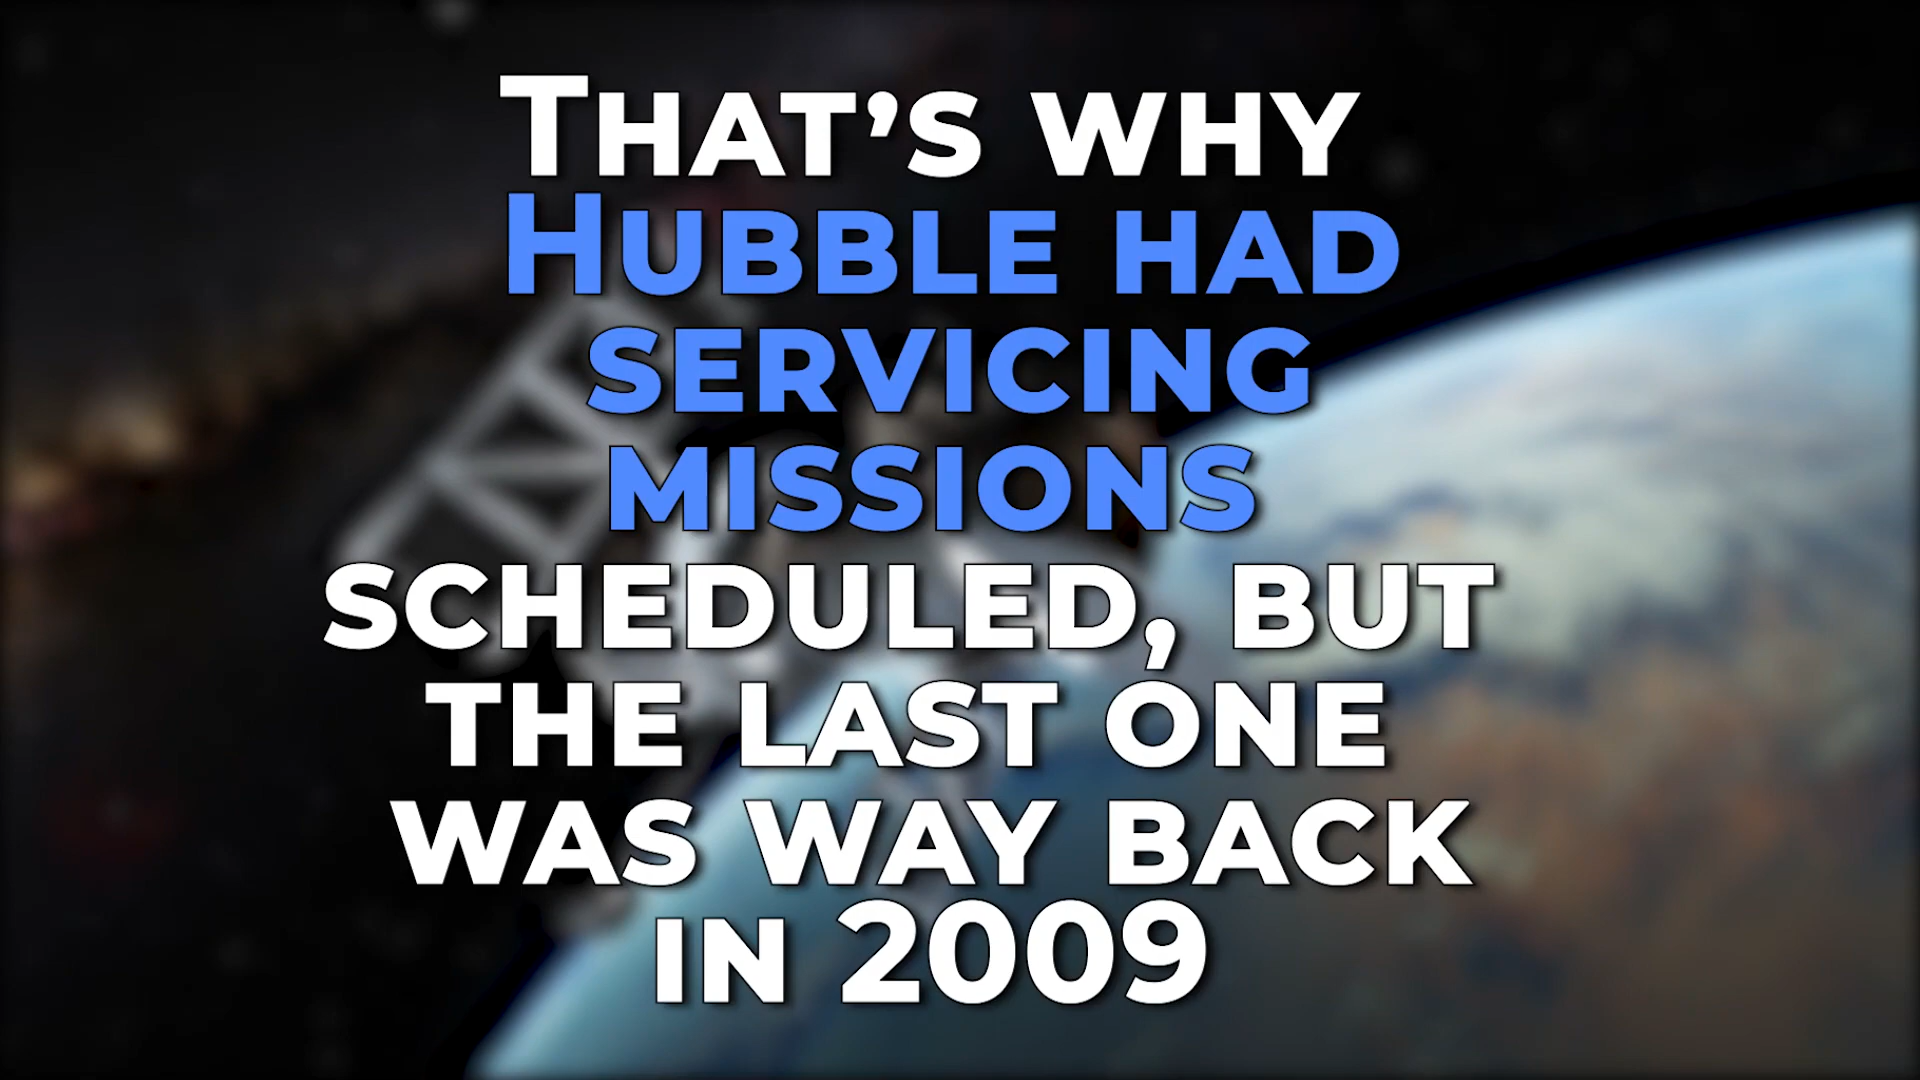 That's why
Hubble had
servicing
missions
scheduled, but
the last one
was way back
in 2009